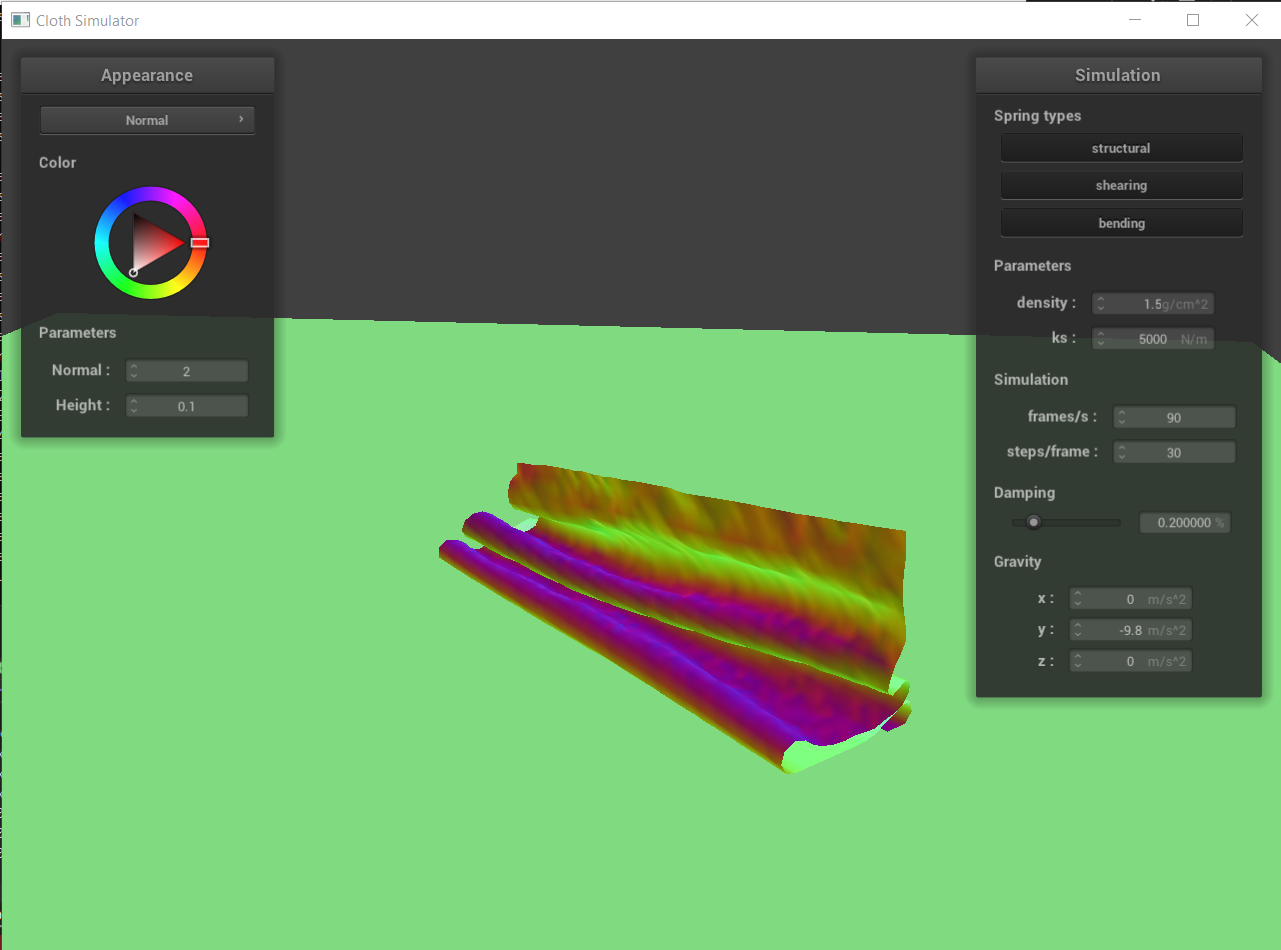 Cloth Simulator
Appearance
Normal
Color
Parameters
Normal : 2
Height : 0.1
Simulation
Spring types
structural
shearing
bending
Parameters
density : 1.5 g/cm^2
ks : 5000 N/m
Simulation
frames/s : 90
steps/frame : 30
Damping
0.200000 %
Gravity
x : 0 m/s^2
y : -9.8 m/s^2
z : 0 m/s^2